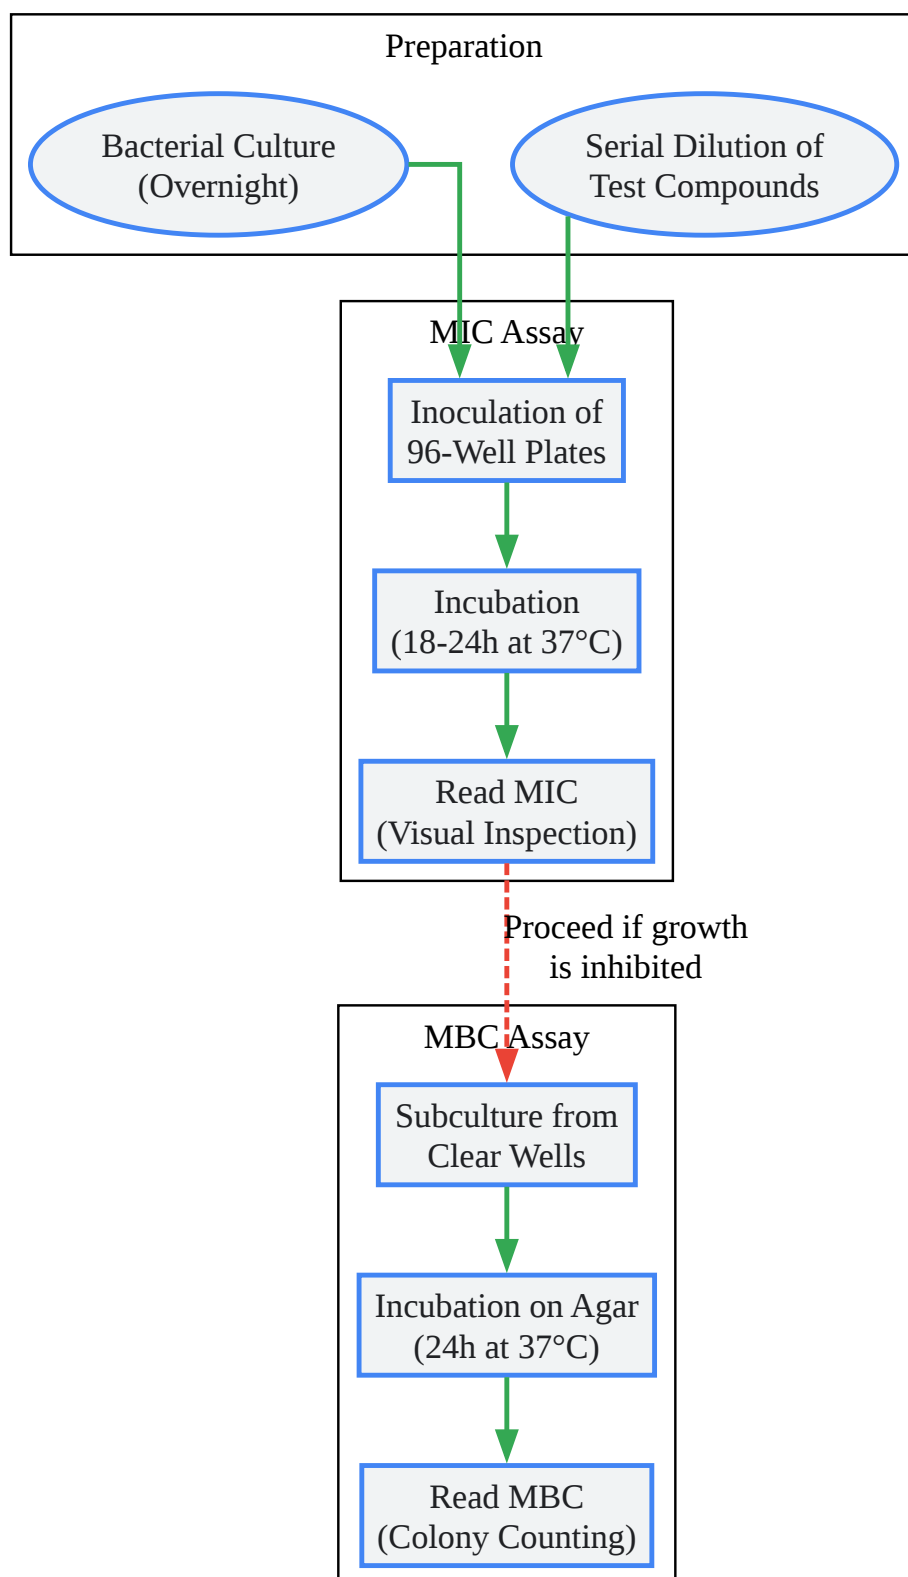 Preparation
Bacterial Culture
(Overnight)
Serial Dilution of
Test Compounds
MIC Assay
Inoculation of
96-Well Plates
Incubation
(18-24h at 37°C)
Read MIC
(Visual Inspection)
Proceed if growth
is inhibited
MBC Assay
Subculture from
Clear Wells
Incubation on Agar
(24h at 37°C)
Read MBC
(Colony Counting)